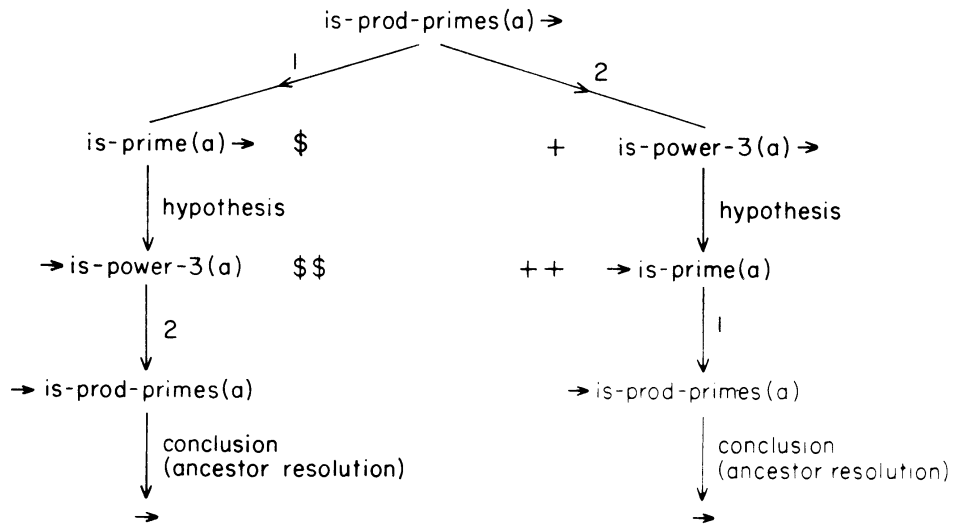 is-prod-primes(a) →
1
2
is-prime(a) → $
+ is-power-3(a) →
hypothesis
hypothesis
→ is-power-3(a) $$
++ → is-prime(a)
2
1
→ is-prod-primes(a)
→ is-prod-primes(a)
conclusion
(ancestor resolution)
conclusion
(ancestor resolution)
→
→